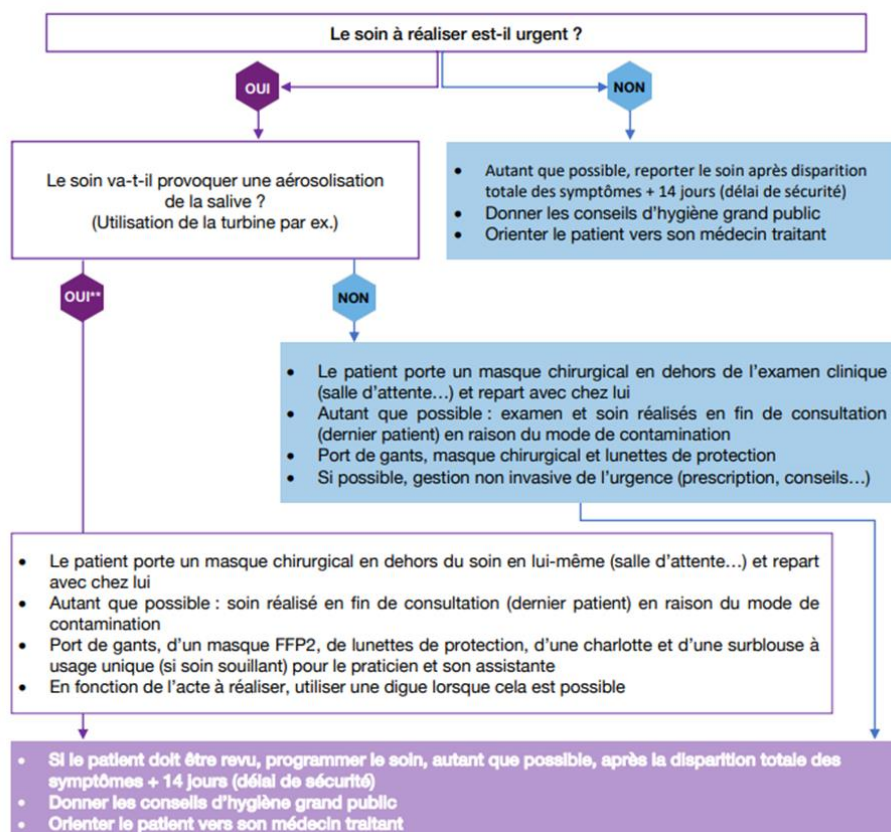 Le soin à réaliser est-il urgent ?
OUI
NON
Le soin va-t-il provoquer une aérosolisation
de la salive ?
(Utilisation de la turbine par ex.)
• Autant que possible, reporter le soin après disparition
totale des symptômes + 14 jours (délai de sécurité)
• Donner les conseils d'hygiène grand public
• Orienter le patient vers son médecin traitant
OUI**
NON
• Le patient porte un masque chirurgical en dehors de l'examen clinique
(salle d'attente…) et repart avec chez lui
• Autant que possible : examen et soin réalisés en fin de consultation
(dernier patient) en raison du mode de contamination
• Port de gants, masque chirurgical et lunettes de protection
• Si possible, gestion non invasive de l'urgence (prescription, conseils…)
• Le patient porte un masque chirurgical en dehors du soin en lui-même (salle d'attente…) et repart
avec chez lui
• Autant que possible : soin réalisé en fin de consultation (dernier patient) en raison du mode de
contamination
• Port de gants, d'un masque FFP2, de lunettes de protection, d'une charlotte et d'une surblouse à
usage unique (si soin souillant) pour le praticien et son assistante
• En fonction de l'acte à réaliser, utiliser une digue lorsque cela est possible
• Si le patient doit être revu, programmer le soin, autant que possible, après la disparition totale des
symptômes + 14 jours (délai de sécurité)
• Donner les conseils d'hygiène grand public
• Orienter le patient vers son médecin traitant